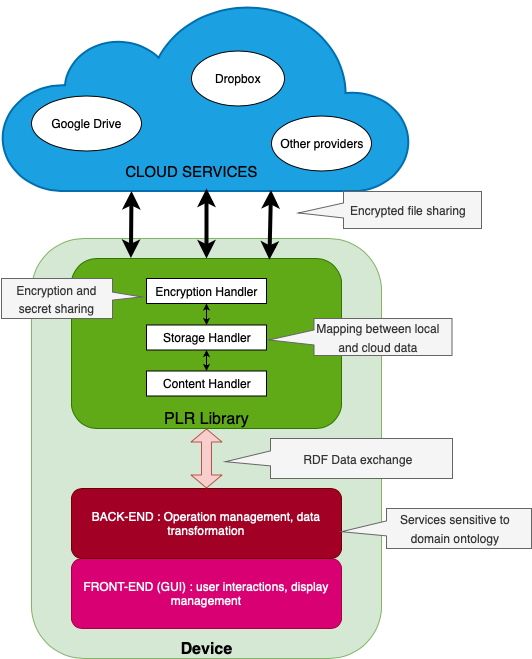 Dropbox
Google Drive
Other providers
CLOUD SERVICES
Encrypted file sharing
Encryption and
secret sharing
Encryption Handler
Storage Handler
Mapping between local
and cloud data
Content Handler
PLR Library
RDF Data exchange
BACK-END : Operation management, data
transformation
Services sensitive to
domain ontology
FRONT-END (GUI) : user interactions, display
management
Device